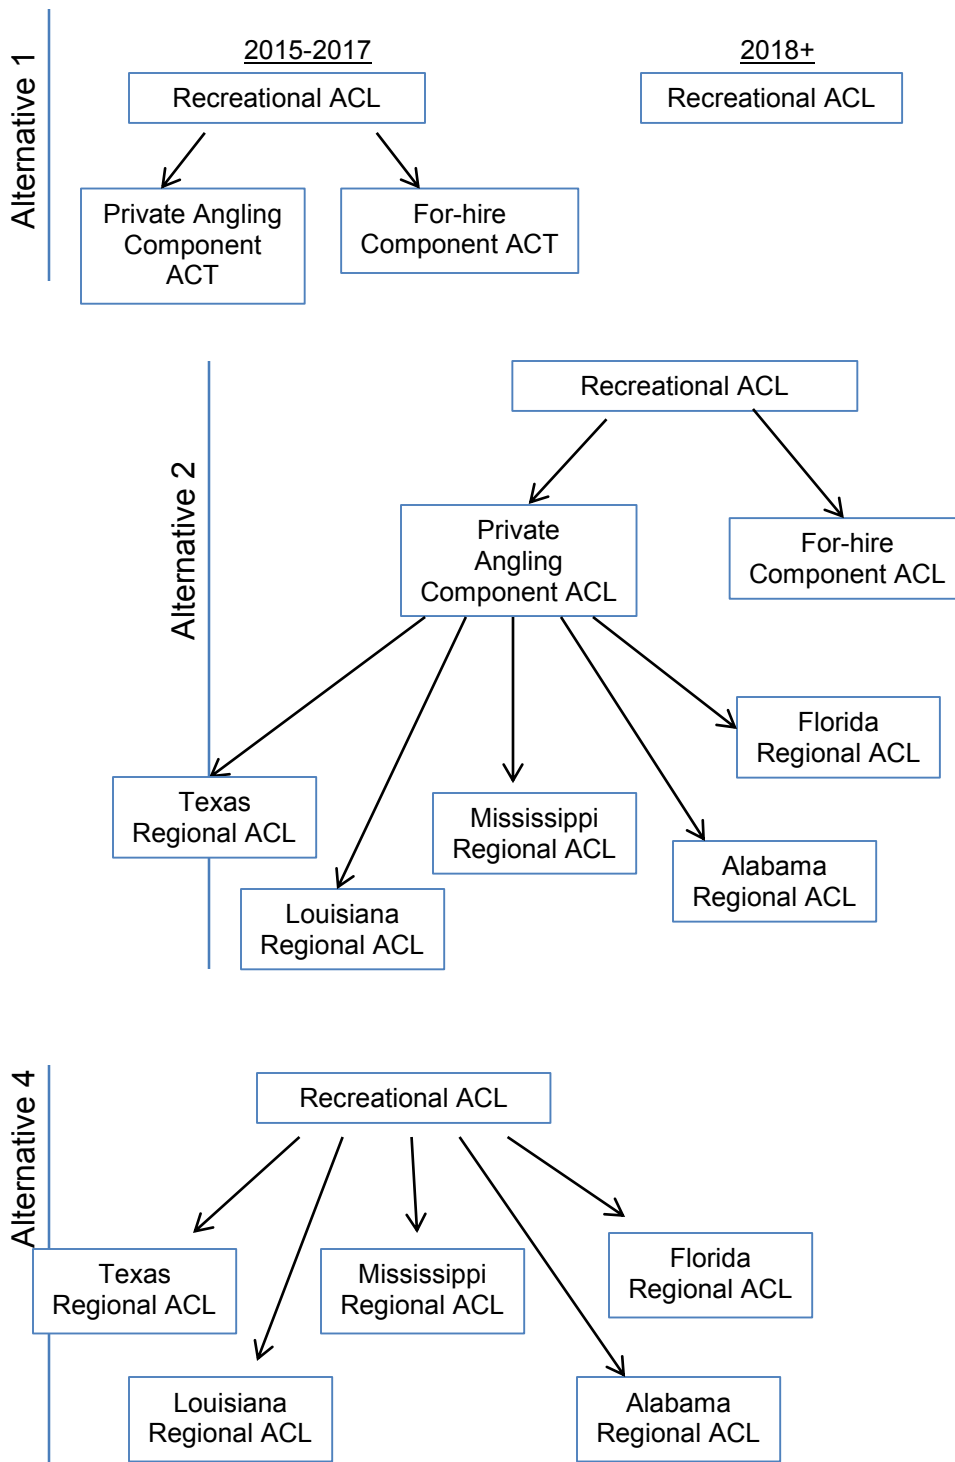 Alternative 1
2015-2017
2018+
Recreational ACL
Recreational ACL
Private Angling
Component
ACT
For-hire
Component ACT
Alternative 2
Recreational ACL
Private
Angling
Component ACL
For-hire
Component ACL
Florida
Regional ACL
Texas
Regional ACL
Mississippi
Regional ACL
Alabama
Regional ACL
Louisiana
Regional ACL
Alternative 4
Recreational ACL
Texas
Regional ACL
Mississippi
Regional ACL
Florida
Regional ACL
Louisiana
Regional ACL
Alabama
Regional ACL